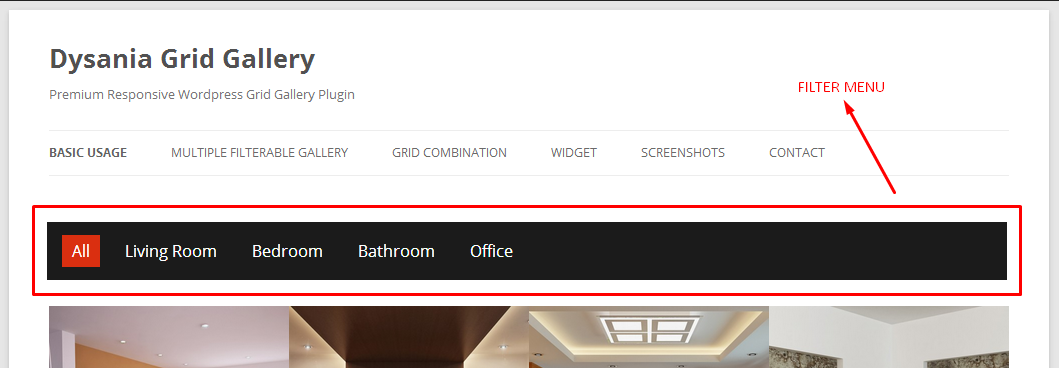 Dysania Grid Gallery
Premium Responsive Wordpress Grid Gallery Plugin
FILTER MENU
BASIC USAGE MULTIPLE FILTERABLE GALLERY GRID COMBINATION WIDGET SCREENSHOTS CONTACT
All Living Room Bedroom Bathroom Office